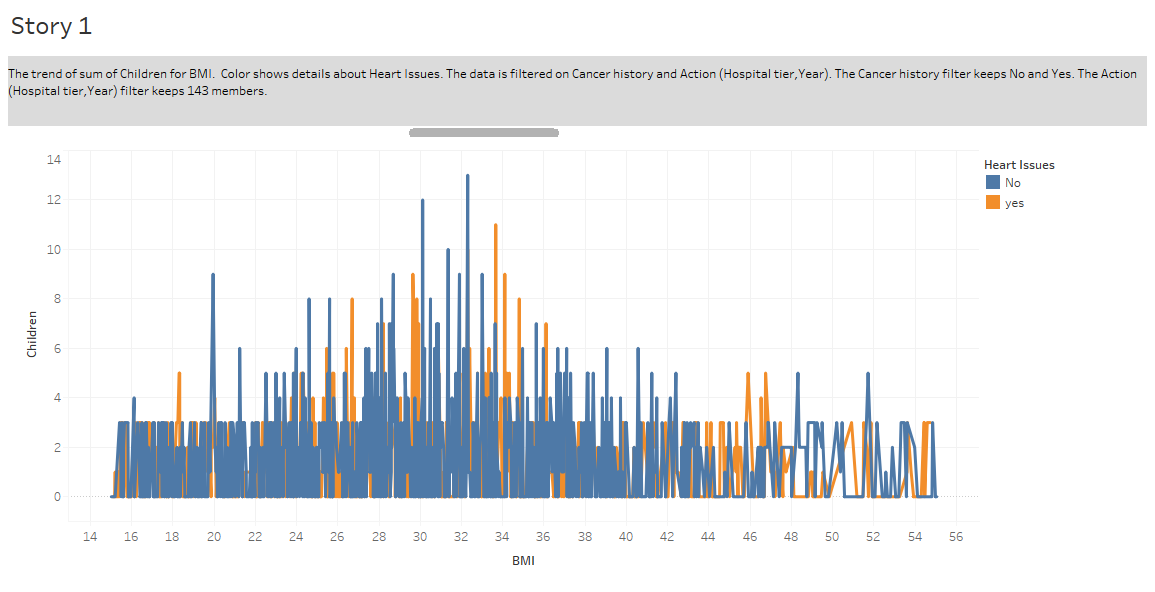 Story 1
The trend of sum of Children for BMI.  Color shows details about Heart Issues. The data is filtered on Cancer history and Action (Hospital tier,Year). The Cancer history filter keeps No and Yes. The Action
(Hospital tier,Year) filter keeps 143 members.
Heart Issues
No
yes
14
12
10
8
6
4
2
0
Children
14 16 18 20 22 24 26 28 30 32 34 36 38 40 42 44 46 48 50 52 54 56
BMI